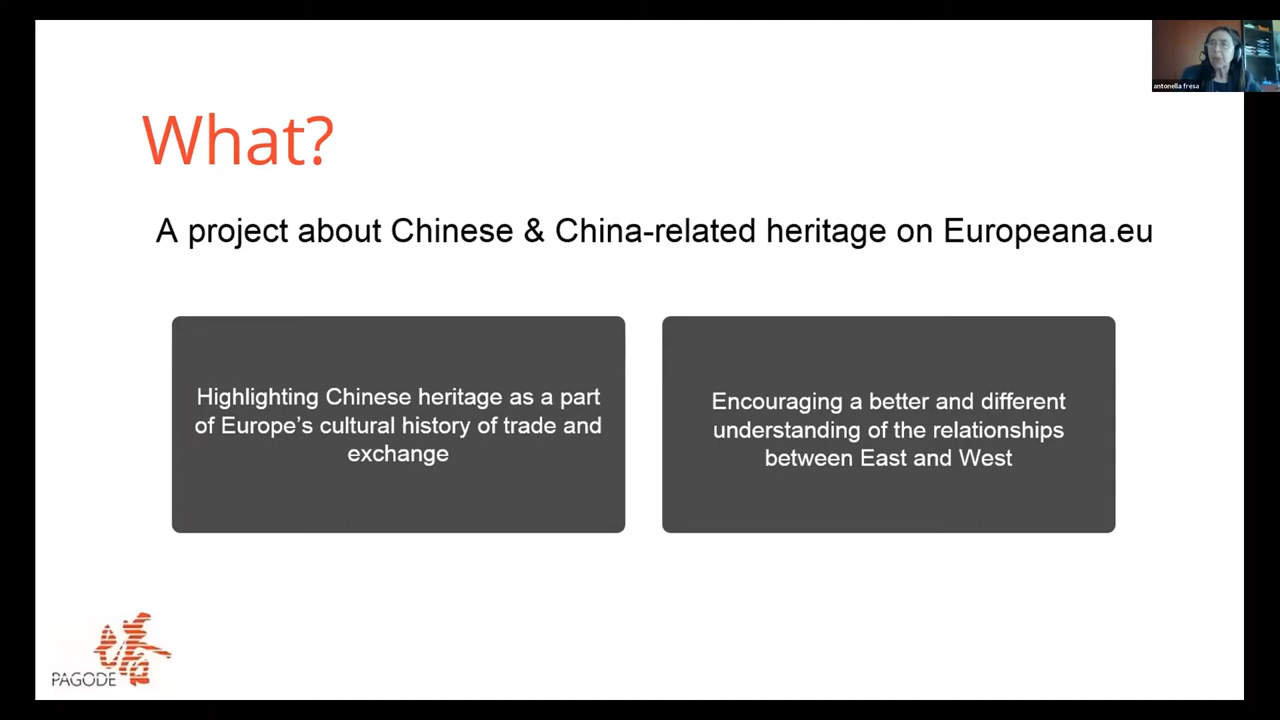 antonella fresa
What?
A project about Chinese & China-related heritage on Europeana.eu
Highlighting Chinese heritage as a part
of Europe’s cultural history of trade and
exchange
Encouraging a better and different
understanding of the relationships
between East and West
PAGODE